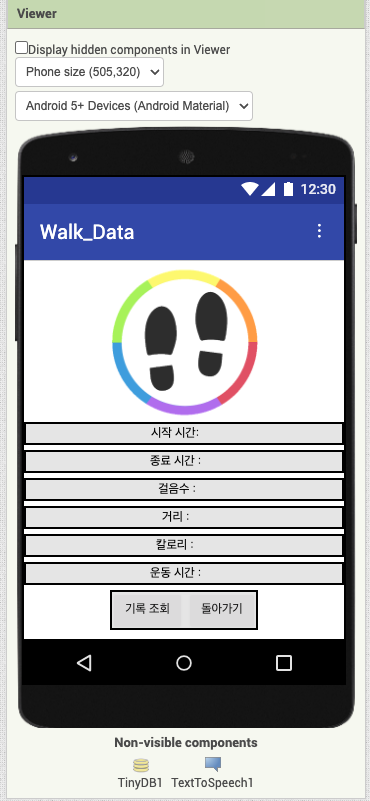 Viewer
Display hidden components in Viewer
Phone size (505,320)
Android 5+ Devices (Android Material)
12:30
Walk_Data
시작 시간:
종료 시간 :
걸음수 :
거리 :
칼로리 :
운동 시간 :
기록 조회 돌아가기
Non-visible components
TinyDB1 TextToSpeech1